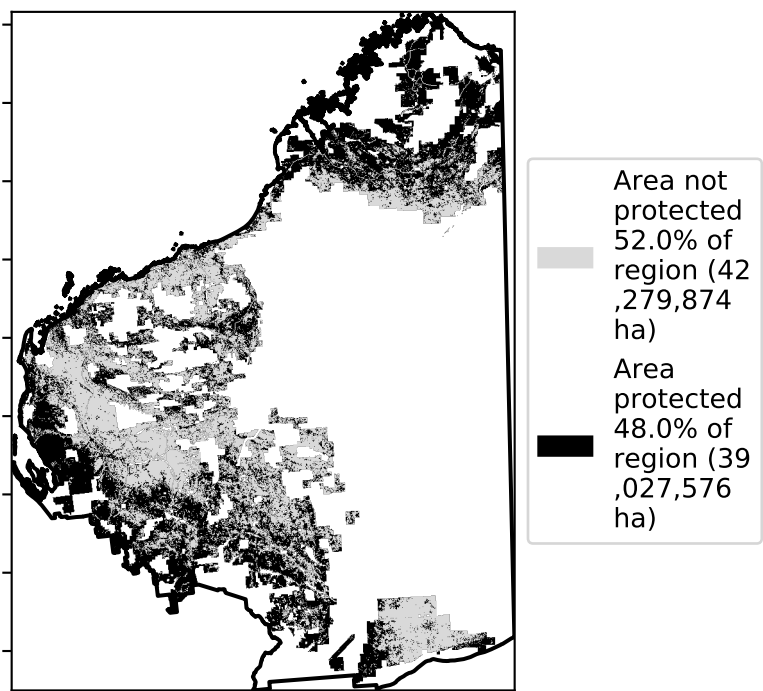 Area not
protected
52.0% of
region (42
,279,874
ha)
Area
protected
48.0% of
region (39
,027,576
ha)